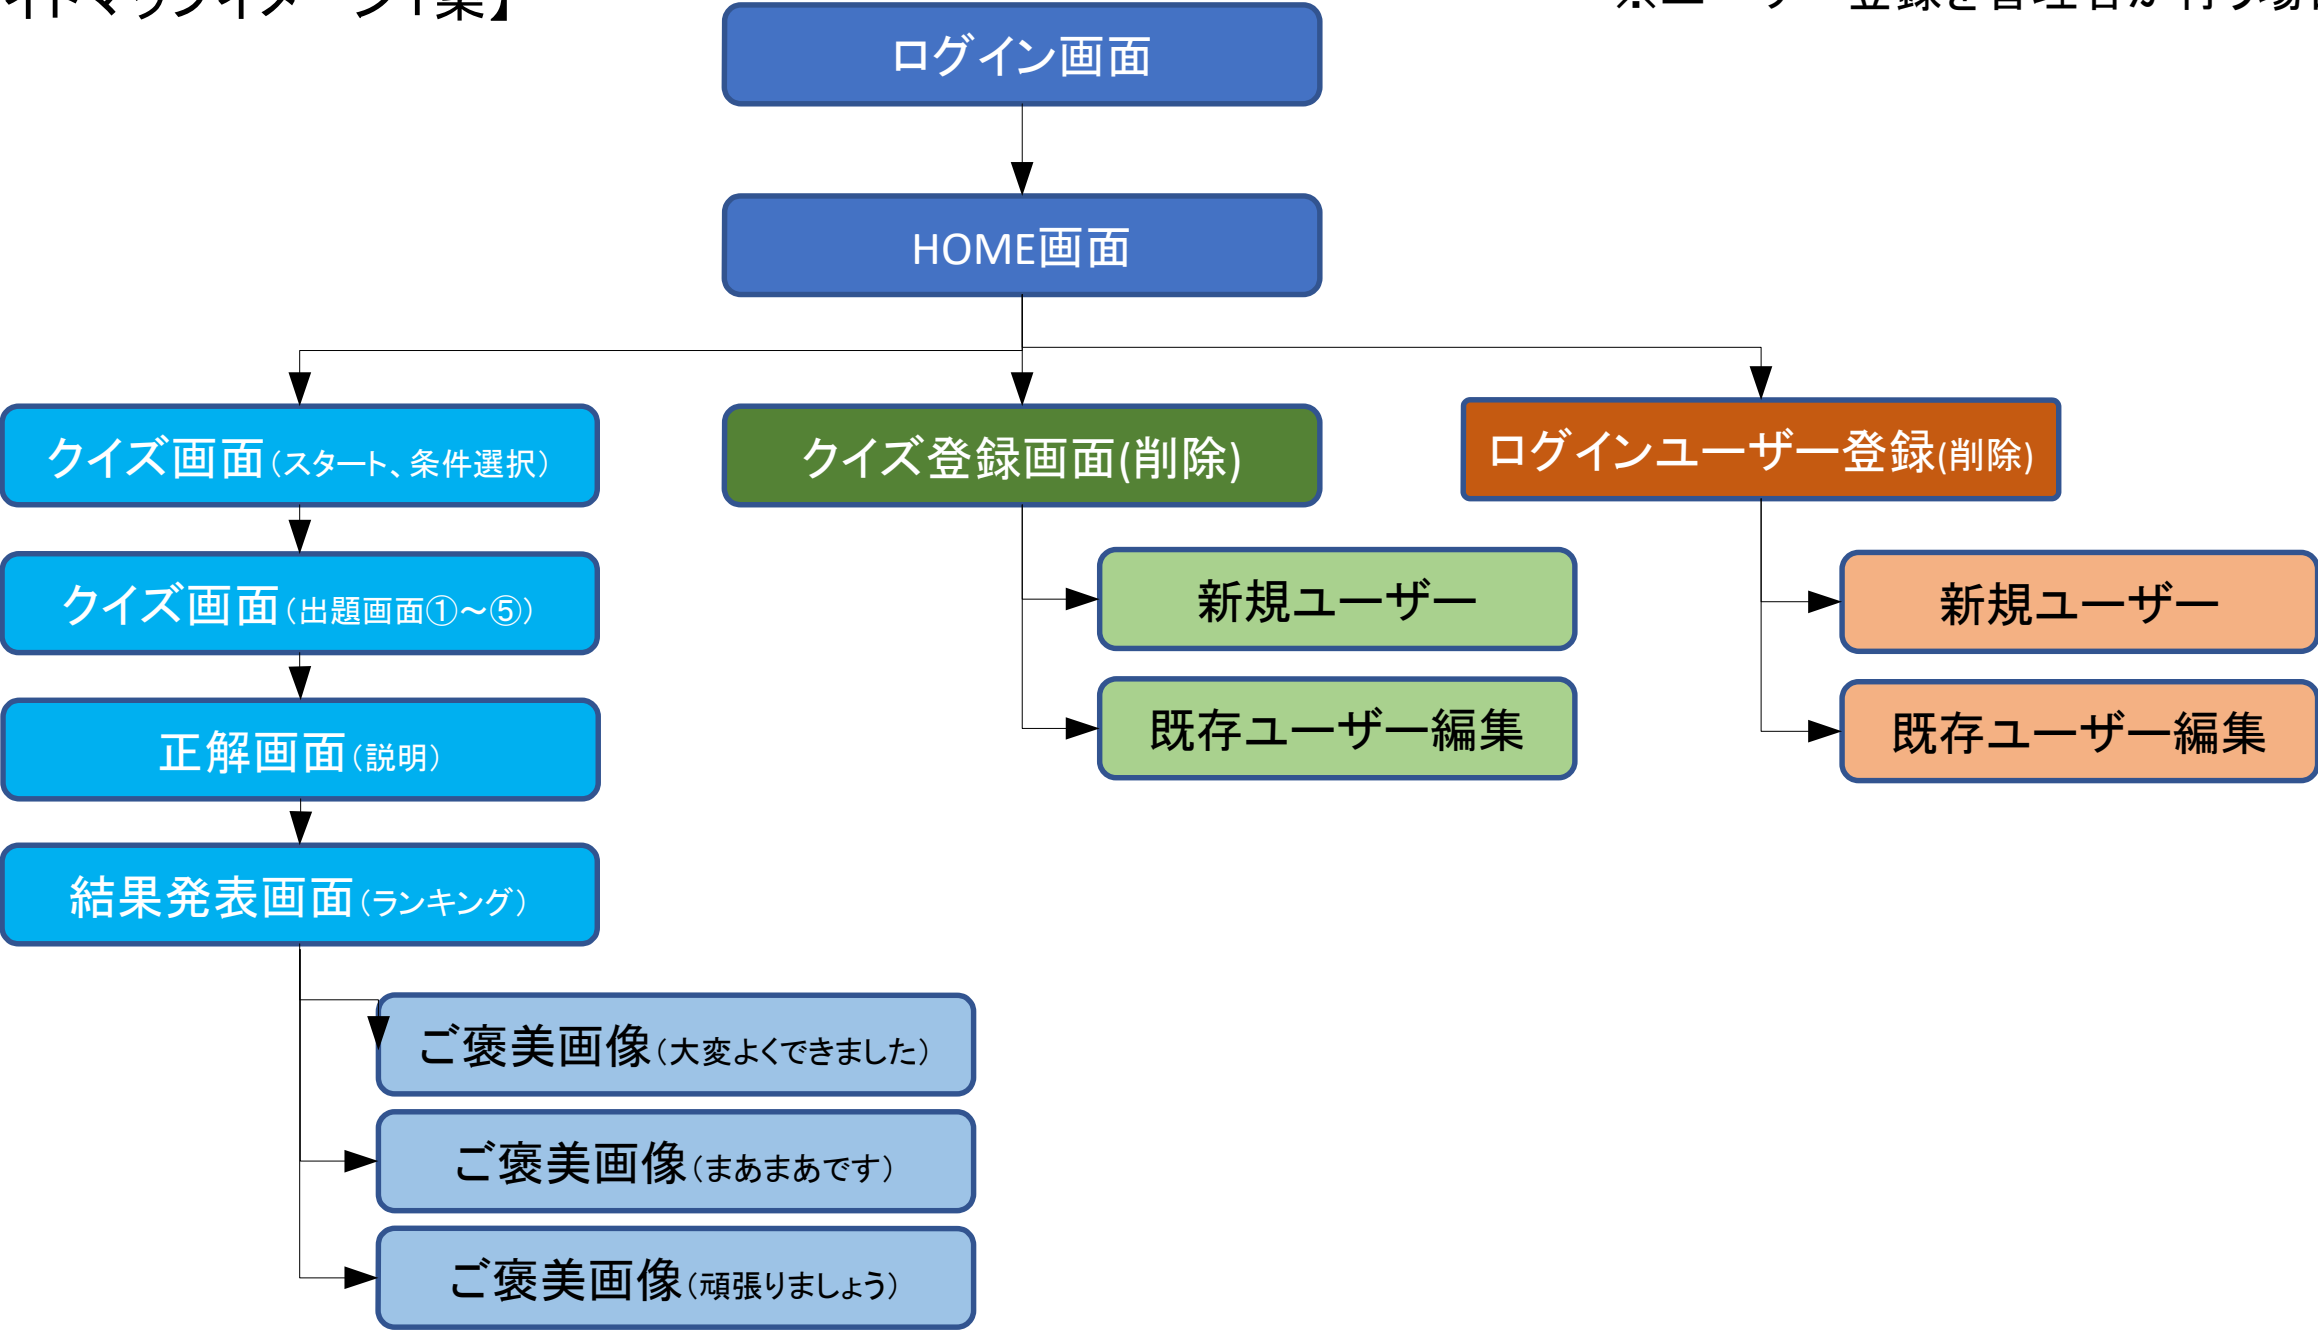 ログイン画面
HOME画面
クイズ画面（スタート、条件選択）
クイズ登録画面(削除)
ログインユーザー登録(削除)
クイズ画面（出題画面①～⑤）
新規ユーザー
新規ユーザー
正解画面（説明）
既存ユーザー編集
既存ユーザー編集
結果発表画面（ランキング）
ご褒美画像（大変よくできました）
ご褒美画像（まあまあです）
ご褒美画像（頑張りましょう）